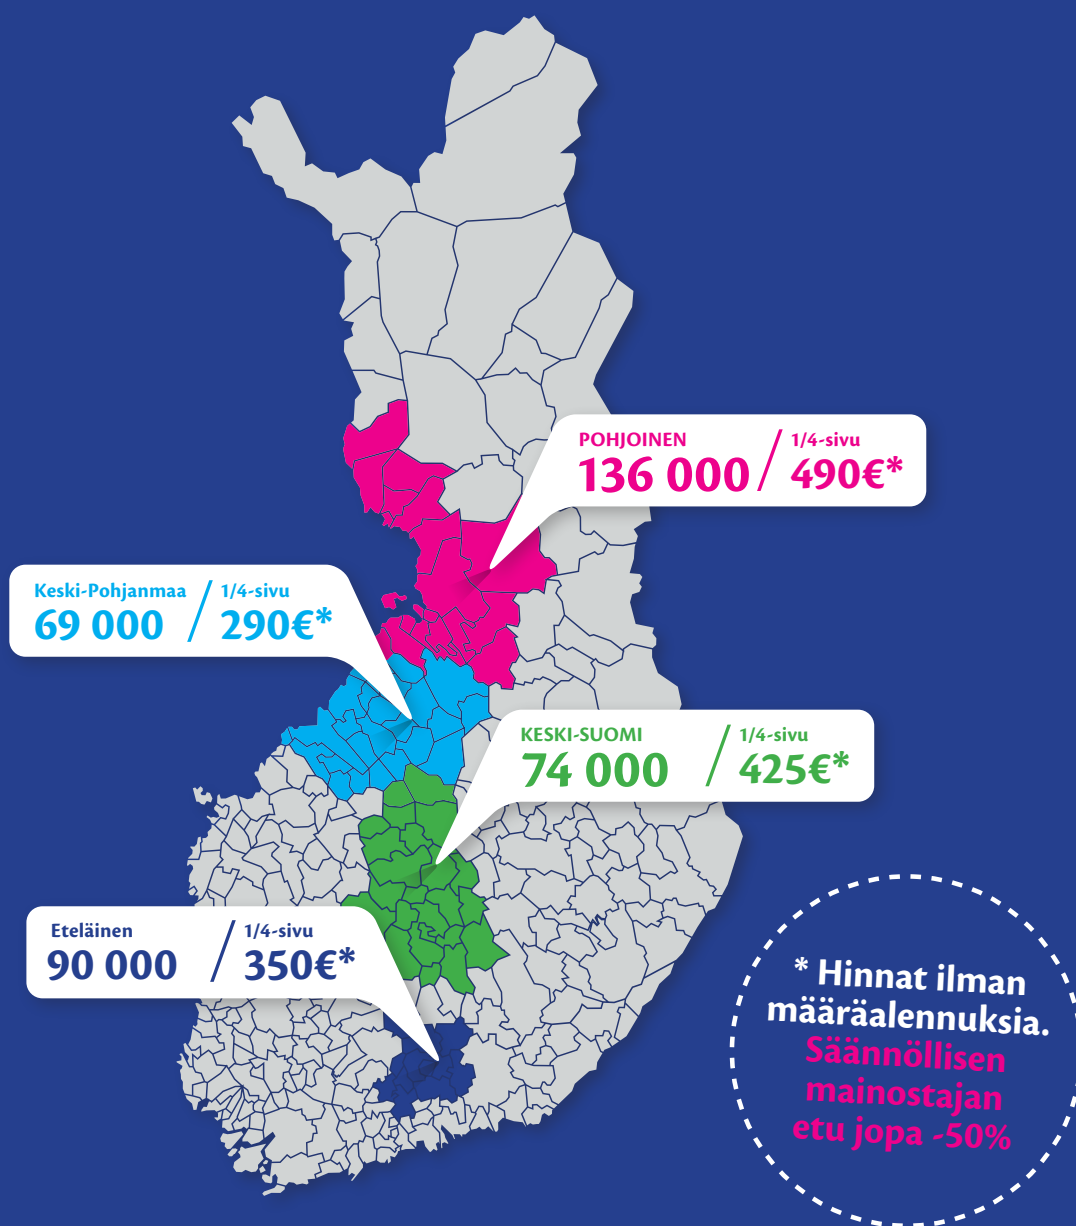 POHJOINEN 1/4-sivu
136 000 / 490€*
Keski-Pohjanmaa 1/4-sivu
69 000 / 290€*
KESKI-SUOMI 1/4-sivu
74 000 / 425€*
Eteläinen 1/4-sivu
90 000 / 350€*
* Hinnat ilman
määräalennuksia.
Säännöllisen
mainostajan
etu jopa -50%